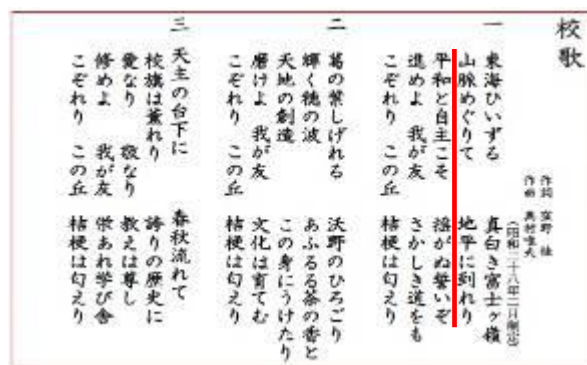 校歌
作詞 窪野 桂
作曲 奥村唯夫
(昭和二十八年二月制定)
一 東海ひいずる 真白き富士ヶ嶺
山脈めぐりて 地平に到れり
平和と自主こそ 揺がぬ誓いぞ
進めよ 我が友 さかしき道をも
こぞれり この丘 桔梗は匂えり
二 葛の葉しげれる 沃野のひろごり
輝く穂の波 あふるる茶の香と
天地の創造 この身にうけたり
磨けよ 我が友 文化は育てむ
こぞれり この丘 桔梗は匂えり
三 天主の台下に 春秋流れて
校旗は薫れり 誇りの歴史に
愛なり 敬なり 教えは尊し
修めよ 我が友 栄あれ学び舎
こぞれり この丘 桔梗は匂えり